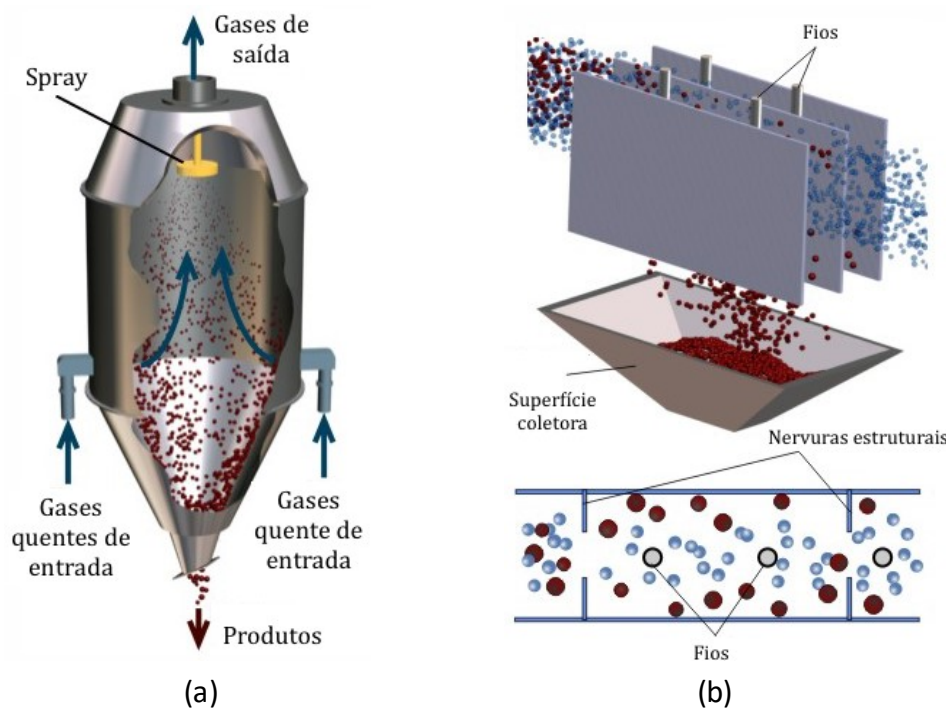 Gases de
saída
Spray
Gases
quentes de
entrada
Gases
quente de
entrada
Produtos
(a)
Fios
Superfície
coletora
Nervuras estruturais
Fios
(b)